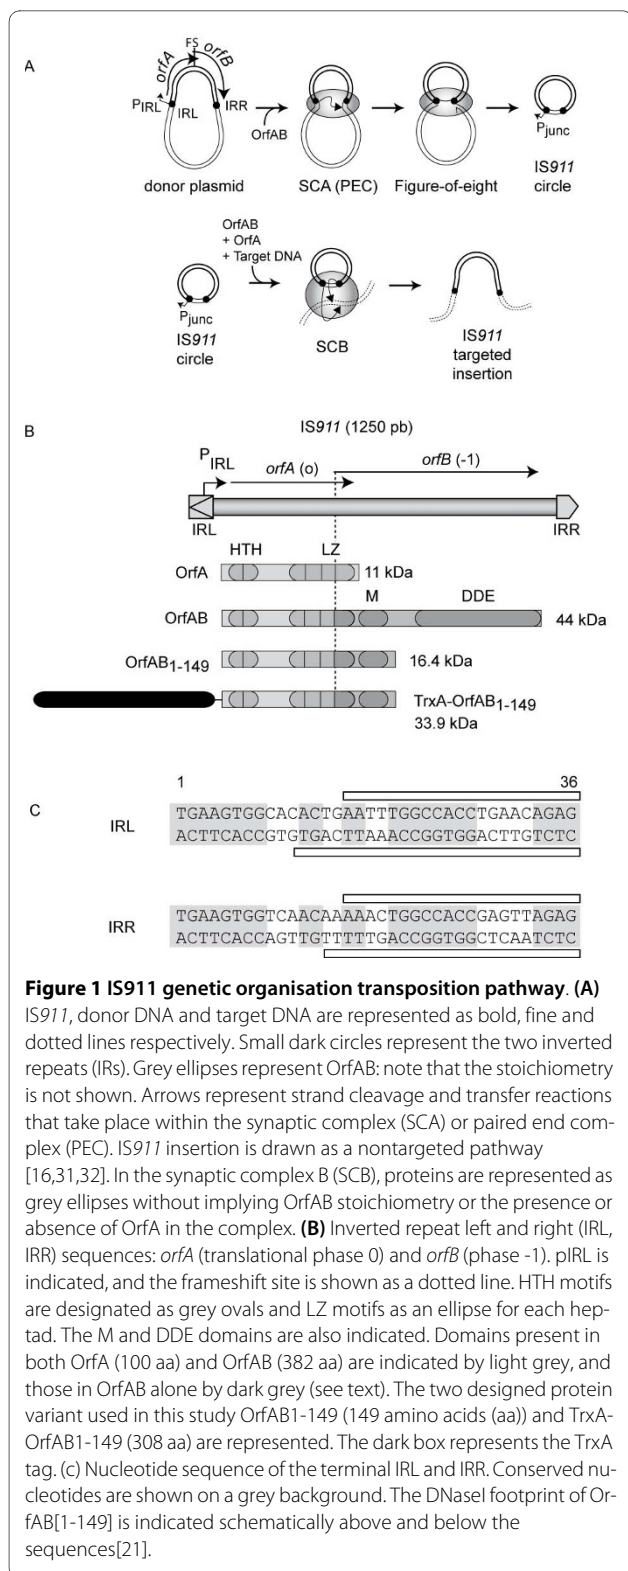 A
orfA
FS
orfB
PIRL
IRL
IRR
OrfAB
Pjunc
donor plasmid
SCA (PEC)
Figure-of-eight
IS911
circle
OrfAB
+ OrfA
+ Target DNA
Pjunc
IS911
circle
SCB
IS911
targeted
insertion
B
IS911 (1250 pb)
PIRL
orfA (o)
orfB (-1)
IRL
IRR
HTH
LZ
OrfA
11 kDa
M
DDE
OrfAB
44 kDa
OrfAB1-149
16.4 kDa
TrxA-OrfAB1-149
33.9 kDa
C
1
36
IRL
TGAAGTGGCACACTGAATTTGGCCACCTGAACAGAG
ACTTCACCGTGTGACTTAAACCGGTGGACTTGTCTC
IRR
TGAAGTGGTCAACAAAAACTGGCCACCGAGTTAGAG
ACTTCACCAGTTGTTTTTGACCGGTGGCTCAATCTC
Figure 1 IS911 genetic organisation transposition pathway. (A)
IS911, donor DNA and target DNA are represented as bold, fine and
dotted lines respectively. Small dark circles represent the two inverted
repeats (IRs). Grey ellipses represent OrfAB: note that the stoichiometry
is not shown. Arrows represent strand cleavage and transfer reactions
that take place within the synaptic complex (SCA) or paired end com-
plex (PEC). IS911 insertion is drawn as a nontargeted pathway
[16,31,32]. In the synaptic complex B (SCB), proteins are represented as
grey ellipses without implying OrfAB stoichiometry or the presence or
absence of OrfA in the complex. (B) Inverted repeat left and right (IRL,
IRR) sequences: orfA (translational phase 0) and orfB (phase -1). pIRL is
indicated, and the frameshift site is shown as a dotted line. HTH motifs
are designated as grey ovals and LZ motifs as an ellipse for each hep-
tad. The M and DDE domains are also indicated. Domains present in
both OrfA (100 aa) and OrfAB (382 aa) are indicated by light grey, and
those in OrfAB alone by dark grey (see text). The two designed protein
variant used in this study OrfAB1-149 (149 amino acids (aa)) and TrxA-
OrfAB1-149 (308 aa) are represented. The dark box represents the TrxA
tag. (c) Nucleotide sequence of the terminal IRL and IRR. Conserved nu-
cleotides are shown on a grey background. The DNaseI footprint of Or-
fAB[1-149] is indicated schematically above and below the
sequences[21].